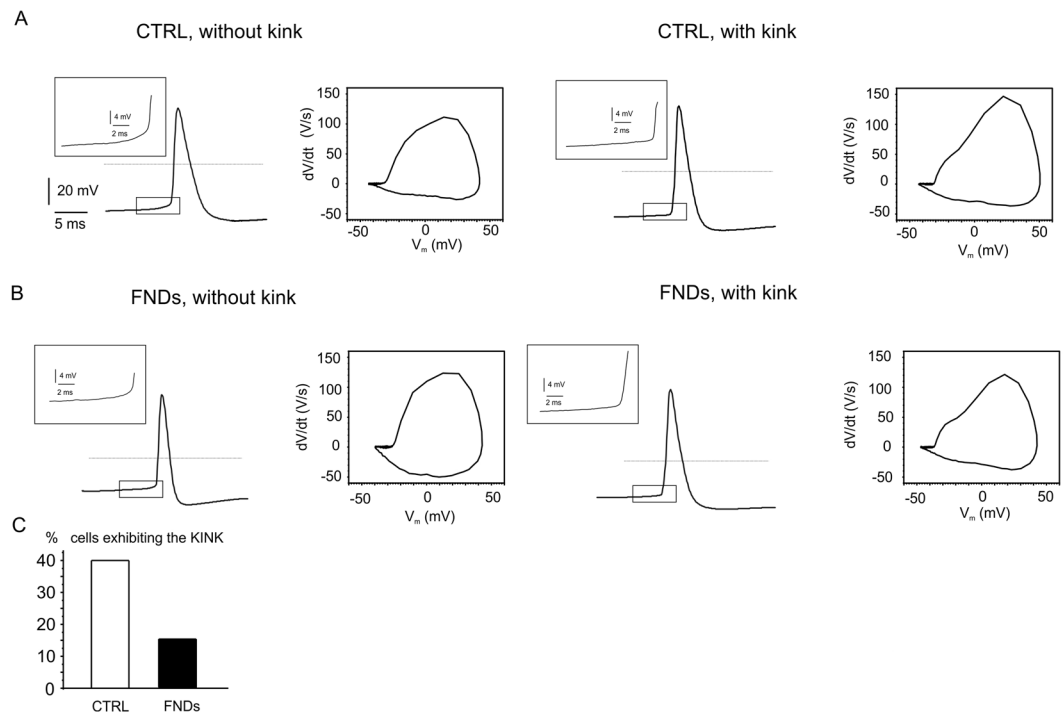 A
CTRL, without kink
CTRL, with kink
4 mV
2 ms
20 mV
5 ms
dV/dt (V/s)
150
100
50
0
-50
-50
0
50
Vm (mV)
4 mV
2 ms
dV/dt (V/s)
150
100
50
0
-50
-50
0
50
Vm (mV)
B
FNDs, without kink
FNDs, with kink
4 mV
2 ms
dV/dt (V/s)
150
100
50
0
-50
-50
0
50
Vm (mV)
4 mV
2 ms
dV/dt (V/s)
150
100
50
0
-50
-50
0
50
Vm (mV)
C
% cells exhibiting the KINK
40
30
20
10
0
CTRL
FNDs